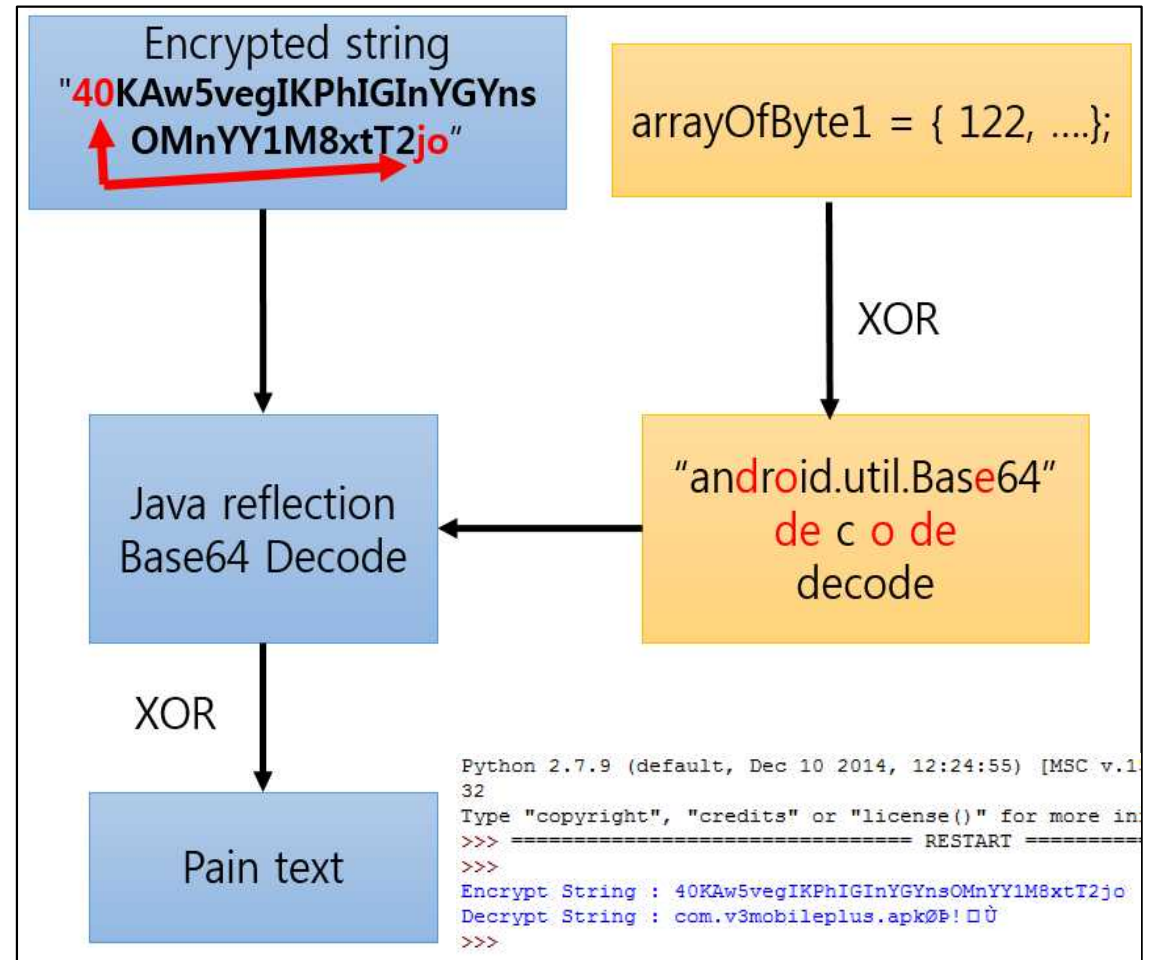 Encrypted string
"40KAw5vegIKPhIGInYGYns
OMnYY1M8xtT2jo"
arrayOfByte1 = { 122, ....};
XOR
Java reflection
Base64 Decode
"android.util.Base64"
de c o de
decode
XOR
Pain text
Python 2.7.9 (default, Dec 10 2014, 12:24:55) [MSC v.1
32
Type "copyright", "credits" or "license()" for more in
>>> ================================ RESTART ==========
>>>
Encrypt String : 40KAw5vegIKPhIGInYGYnsOMnYY1M8xtT2jo
Decrypt String : com.v3mobileplus.apkØÞ!□Ù
>>>